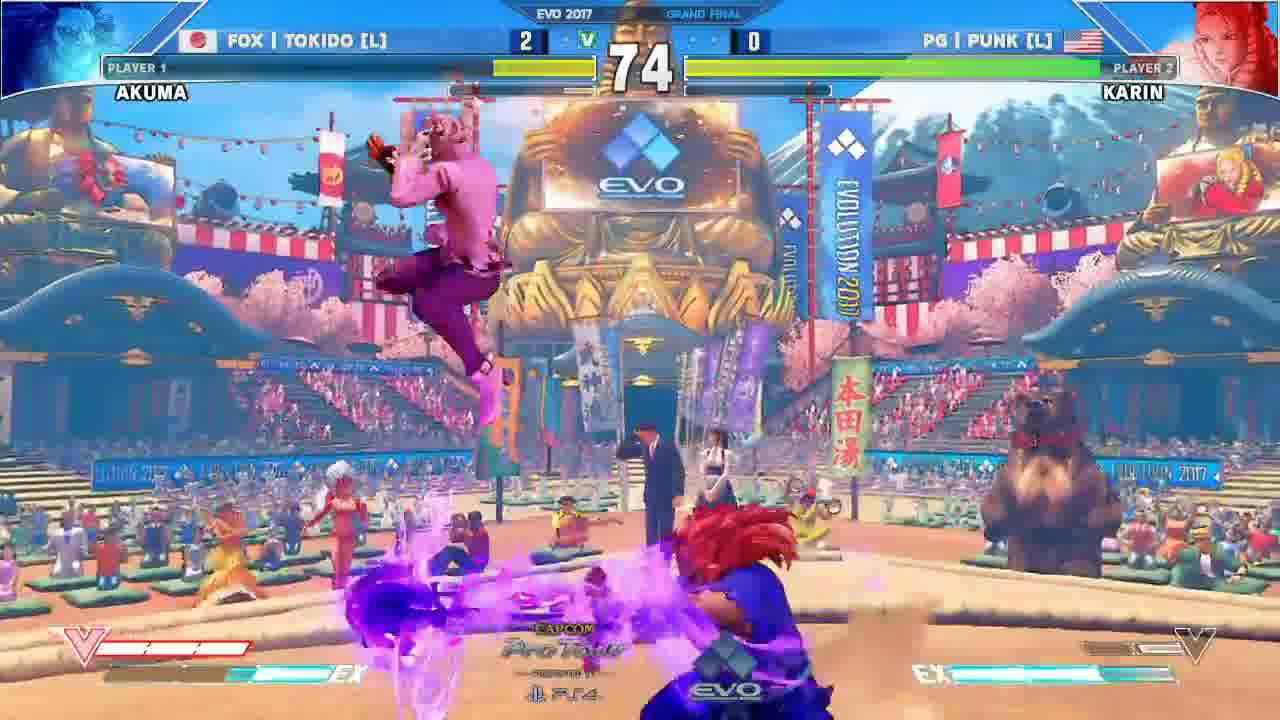 EVO 2017 GRAND FINAL
FOX | TOKIDO [L] 2 V 74 0 PG | PUNK [L]
PLAYER 1 PLAYER 2
AKUMA KARIN
EVO
EVOLUTION 2017
本田湯
CAPCOM
Pro Tour
PS4
EVO
EX EX
V V